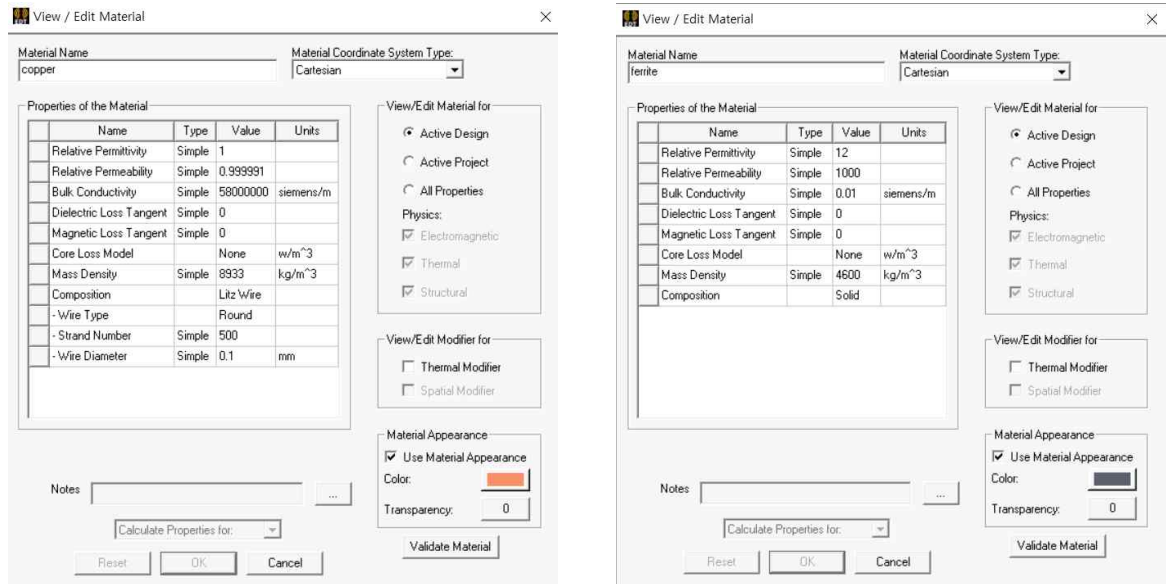 View / Edit Material
Material Name
Material Coordinate System Type:
copper
Cartesian
Properties of the Material
Name Type Value Units
Relative Permittivity Simple 1
Relative Permeability Simple 0.999991
Bulk Conductivity Simple 58000000 siemens/m
Dielectric Loss Tangent Simple 0
Magnetic Loss Tangent Simple 0
Core Loss Model None w/m^3
Mass Density Simple 8933 kg/m^3
Composition Litz Wire
- Wire Type Round
- Strand Number Simple 500
- Wire Diameter Simple 0.1 mm
View/Edit Material for
Active Design
Active Project
All Properties
Physics:
Electromagnetic
Thermal
Structural
View/Edit Modifier for
Thermal Modifier
Spatial Modifier
Material Appearance
Use Material Appearance
Color:
Transparency: 0
Notes
...
Calculate Properties for:
Validate Material
Reset OK Cancel
View / Edit Material
Material Name
Material Coordinate System Type:
ferrite
Cartesian
Properties of the Material
Name Type Value Units
Relative Permittivity Simple 12
Relative Permeability Simple 1000
Bulk Conductivity Simple 0.01 siemens/m
Dielectric Loss Tangent Simple 0
Magnetic Loss Tangent Simple 0
Core Loss Model None w/m^3
Mass Density Simple 4600 kg/m^3
Composition Solid
View/Edit Material for
Active Design
Active Project
All Properties
Physics:
Electromagnetic
Thermal
Structural
View/Edit Modifier for
Thermal Modifier
Spatial Modifier
Material Appearance
Use Material Appearance
Color:
Transparency: 0
Notes
...
Calculate Properties for:
Validate Material
Reset OK Cancel